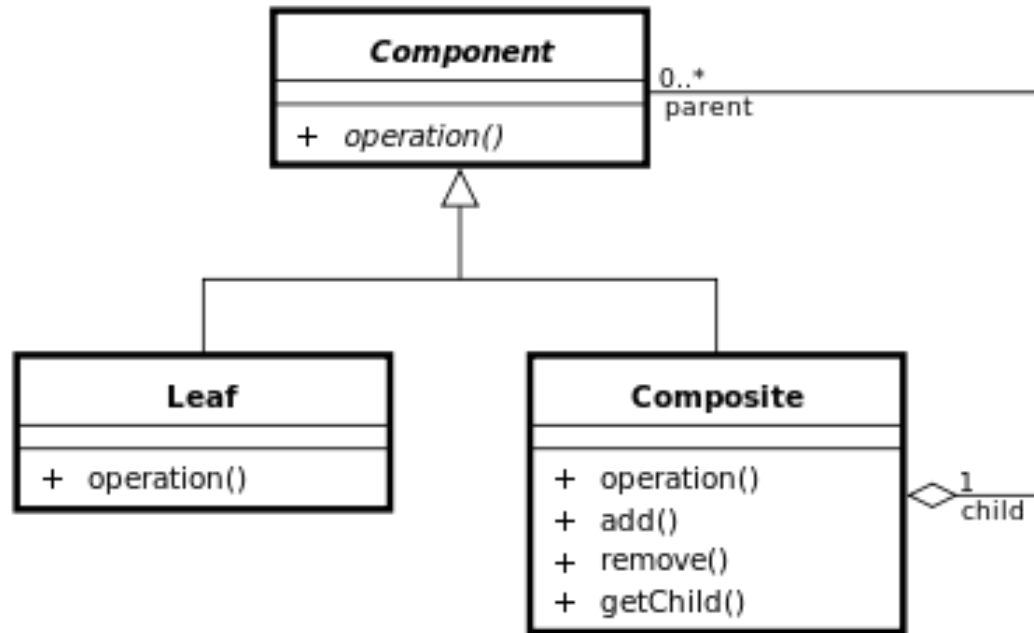 Component
0..*
parent
+ operation()
Leaf
+ operation()
Composite
+ operation()
+ add()
+ remove()
+ getChild()
1
child